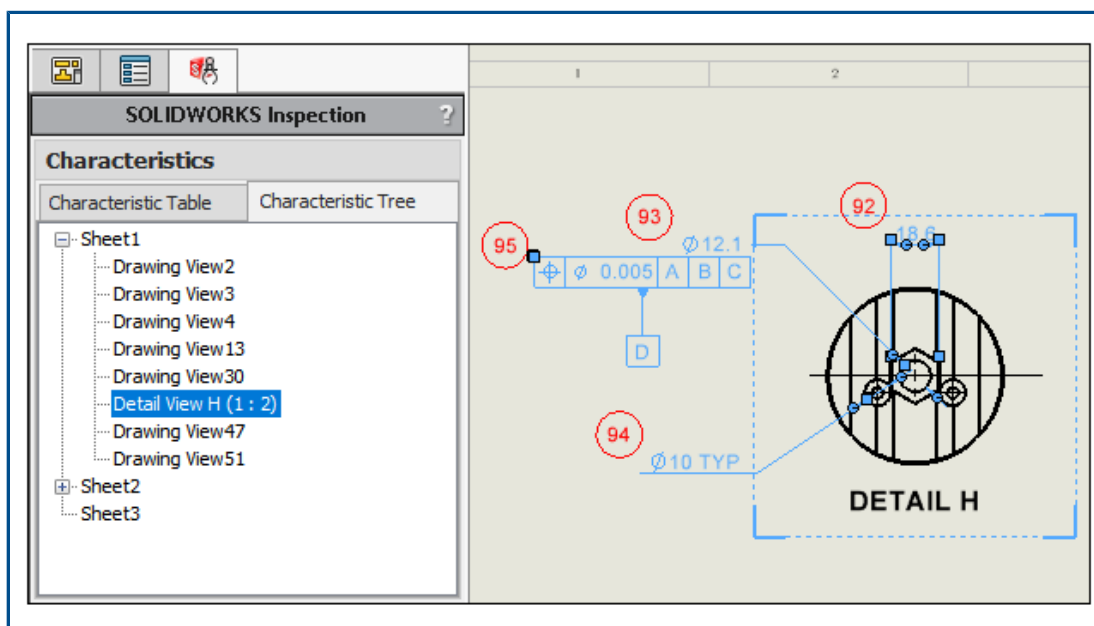 SOLIDWORKS Inspection ?
Characteristics
Characteristic Table Characteristic Tree
Sheet1
Drawing View2
Drawing View3
Drawing View4
Drawing View13
Drawing View30
Detail View H (1 : 2)
Drawing View47
Drawing View51
Sheet2
Sheet3
1 2
92
93
95
18.6
⌀12.1
⌖ ⌀ 0.005 A B C
D
94
⌀10 TYP
DETAIL H